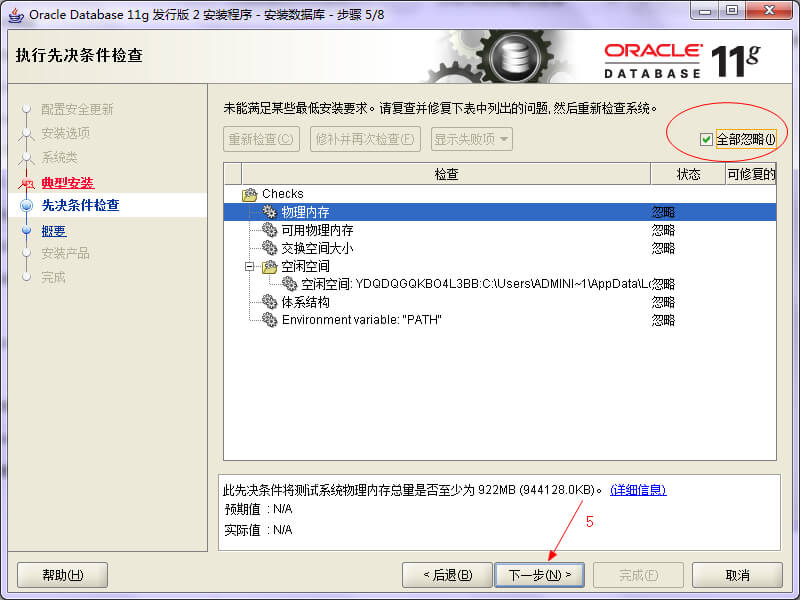 Oracle Database 11g 发行版 2 安装程序 - 安装数据库 - 步骤 5/8
执行先决条件检查
ORACLE
DATABASE
11g
配置安全更新
安装选项
系统类
典型安装
先决条件检查
概要
安装产品
完成
未能满足某些最低安装要求。请复查并修复下表中列出的问题, 然后重新检查系统。
重新检查(C) 修补并再次检查(F) 显示失败项 全部忽略(I)
检查 状态 可修复的
Checks
物理内存 忽略
可用物理内存 忽略
交换空间大小 忽略
空闲空间
空闲空间: YDQDQGQKBO4L3BB:C:\Users\ADMINI~1\AppData\Lo 忽略
体系结构 忽略
Environment variable: "PATH" 忽略
此先决条件将测试系统物理内存总量是否至少为 922MB (944128.0KB)。 (详细信息)
预期值 : N/A
实际值 : N/A
5
帮助(H) < 后退(B) 下一步(N) > 完成(F) 取消